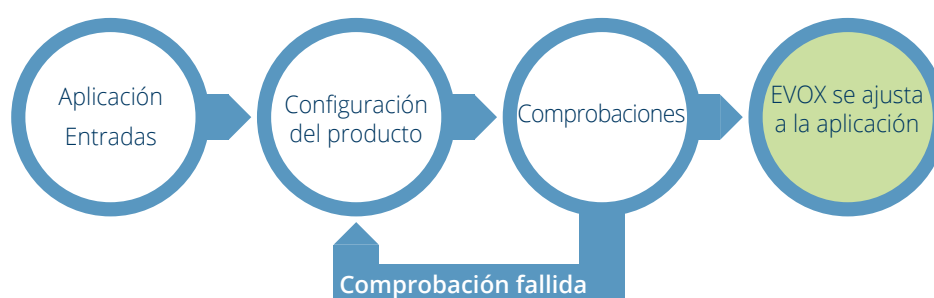 Aplicación
Entradas
Configuración
del producto
Comprobaciones
EVOX se ajusta
a la aplicación
Comprobación fallida